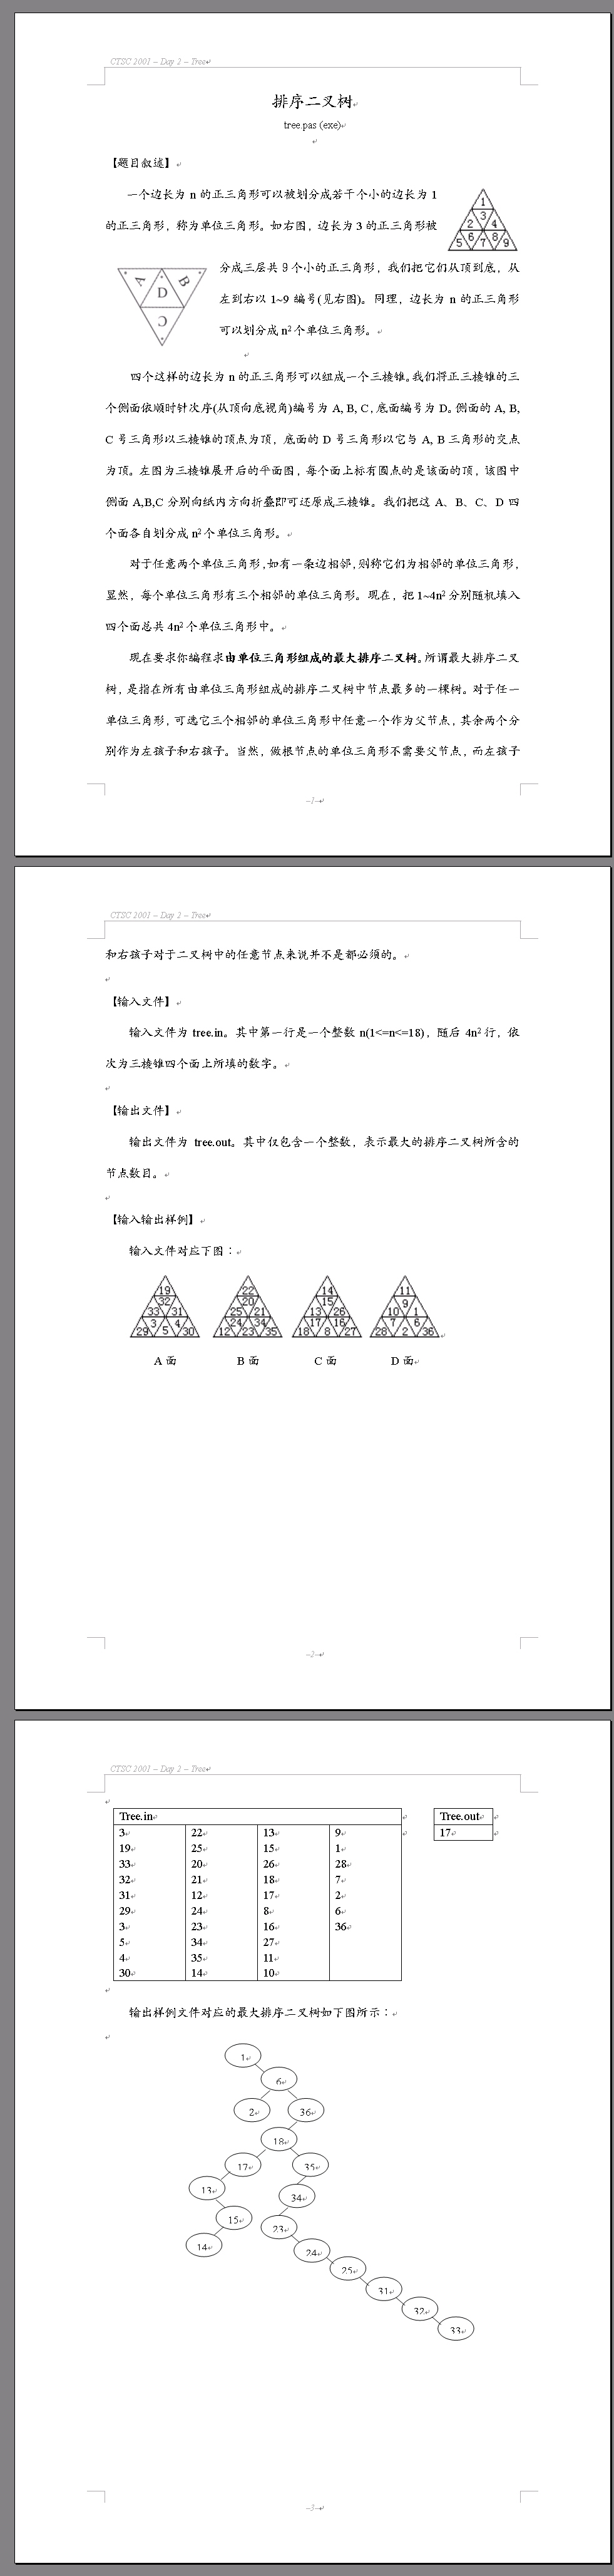 CTSC 2001 – Day 2 – Tree
排序二叉树
tree.pas (exe)
【题目叙述】
一个边长为 n 的正三角形可以被划分成若干个小的边长为 1
的正三角形，称为单位三角形。如右图，边长为 3 的正三角形被
1
3
2 4
6 8
5 7 9
分成三层共 9 个小的正三角形，我们把它们从顶到底，从
左到右以 1~9 编号(见右图)。同理，边长为 n 的正三角形
可以划分成 n²个单位三角形。
A B
D
C
四个这样的边长为 n 的正三角形可以组成一个三棱锥。我们将正三棱锥的三
个侧面依顺时针次序(从顶向底视角)编号为 A, B, C, 底面编号为 D。侧面的 A, B,
C 号三角形以三棱锥的顶点为顶，底面的 D 号三角形以它与 A, B 三角形的交点
为顶。左图为三棱锥展开后的平面图，每个面上标有圆点的是该面的顶，该图中
侧面 A,B,C 分别向纸内方向折叠即可还原成三棱锥。我们把这 A、B、C、D 四
个面各自划分成 n²个单位三角形。
对于任意两个单位三角形，如有一条边相邻，则称它们为相邻的单位三角形。
显然，每个单位三角形有三个相邻的单位三角形。现在，把 1~4n²分别随机填入
四个面总共 4n²个单位三角形中。
现在要求你编程求由单位三角形组成的最大排序二叉树。所谓最大排序二叉
树，是指在所有由单位三角形组成的排序二叉树中节点最多的一棵树。对于任一
单位三角形，可选它三个相邻的单位三角形中任意一个作为父节点，其余两个分
别作为左孩子和右孩子。当然，做根节点的单位三角形不需要父节点，而左孩子
–1–
CTSC 2001 – Day 2 – Tree
和右孩子对于二叉树中的任意节点来说并不是都必须的。
【输入文件】
输入文件为 tree.in。其中第一行是一个整数 n(1<=n<=18)，随后 4n²行，依
次为三棱锥四个面上所填的数字。
【输出文件】
输出文件为 tree.out。其中仅包含一个整数，表示最大的排序二叉树所含的
节点数目。
【输入输出样例】
输入文件对应下图：
19 22 14 11
32 20 15 9
33 31 25 21 13 26 10 1
3 4 24 34 17 16 7 6
29 5 30 12 23 35 18 8 27 28 2 36
A 面 B 面 C 面 D 面
–2–
CTSC 2001 – Day 2 – Tree
Tree.in Tree.out
3 22 13 9 17
19 25 15 1
33 20 26 28
32 21 18 7
31 12 17 2
29 24 8 6
3 23 16 36
5 34 27
4 35 11
30 14 10
输出样例文件对应的最大排序二叉树如下图所示：
1
6
2 36
18
17 35
13 34
15 23
14 24
25
31
32
33
–3–